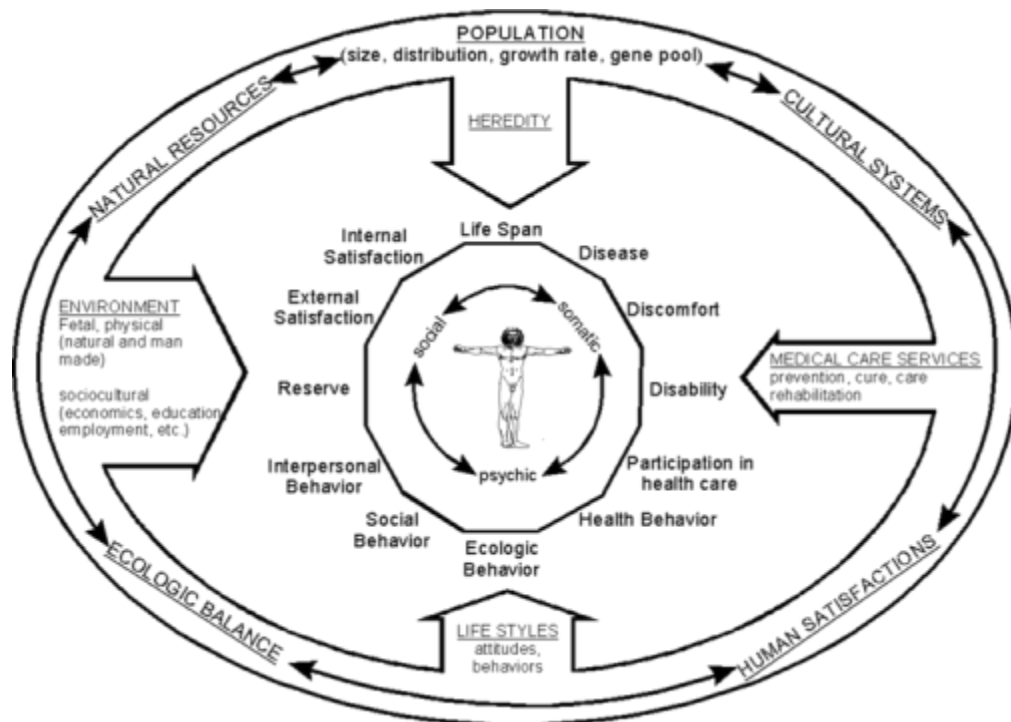 POPULATION
(size, distribution, growth rate, gene pool)
NATURAL RESOURCES
CULTURAL SYSTEMS
HEREDITY
Life Span
Internal
Satisfaction
Disease
External
Satisfaction
Discomfort
social
somatic
ENVIRONMENT
Fetal, physical
(natural and man
made)
sociocultural
(economics, education
employment, etc.)
MEDICAL CARE SERVICES
prevention, cure, care
rehabilitation
Reserve
Disability
Interpersonal
Behavior
psychic
Participation in
health care
Social
Behavior
Health Behavior
Ecologic
Behavior
ECOLOGIC BALANCE
HUMAN SATISFACTIONS
LIFE STYLES
attitudes,
behaviors